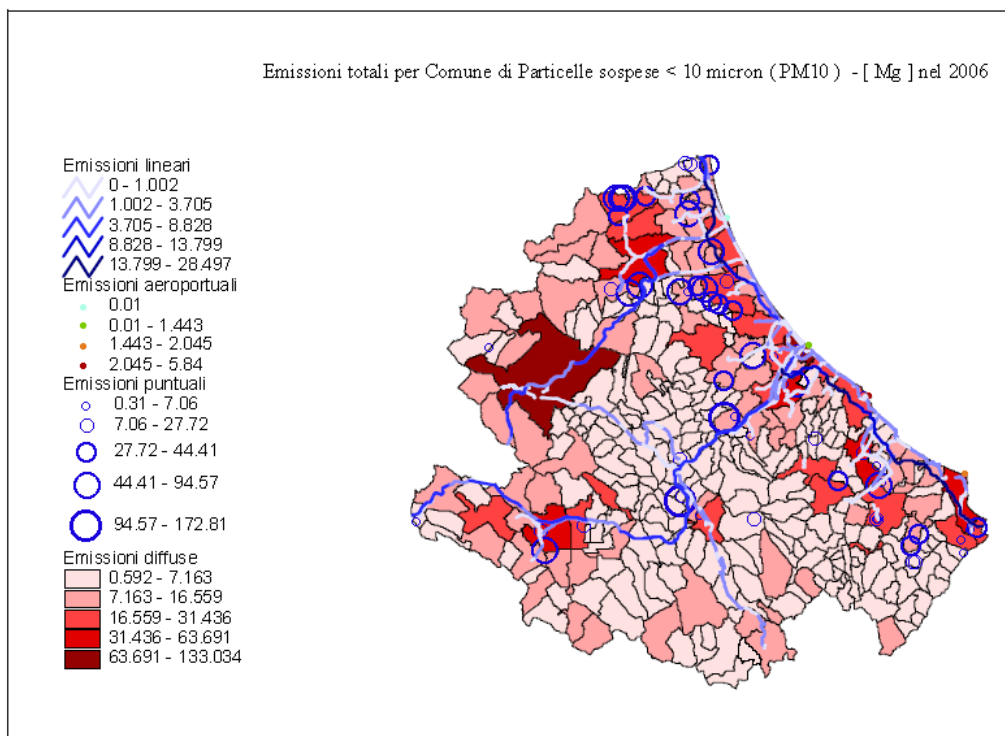 Emissioni totali per Comune di Particelle sospese < 10 micron ( PM10 )  - [ Mg ] nel 2006
Emissioni lineari
0 - 1.002
1.002 - 3.705
3.705 - 8.828
8.828 - 13.799
13.799 - 28.497
Emissioni aeroportuali
0.01
0.01 - 1.443
1.443 - 2.045
2.045 - 5.84
Emissioni puntuali
0.31 - 7.06
7.06 - 27.72
27.72 - 44.41
44.41 - 94.57
94.57 - 172.81
Emissioni diffuse
0.592 - 7.163
7.163 - 16.559
16.559 - 31.436
31.436 - 63.691
63.691 - 133.034